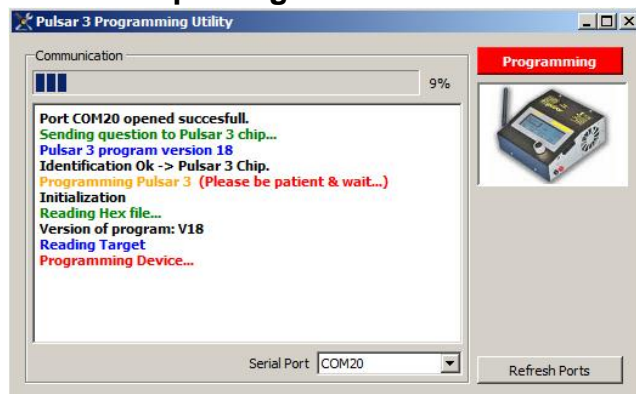 Pulsar 3 Programming Utility
Communication
9%
Programming
Port COM20 opened succesfull.
Sending question to Pulsar 3 chip...
Pulsar 3 program version 18
Identification Ok -> Pulsar 3 Chip.
Programming Pulsar 3 (Please be patient & wait...)
Initialization
Reading Hex file...
Version of program: V18
Reading Target
Programming Device...
Serial Port COM20
Refresh Ports